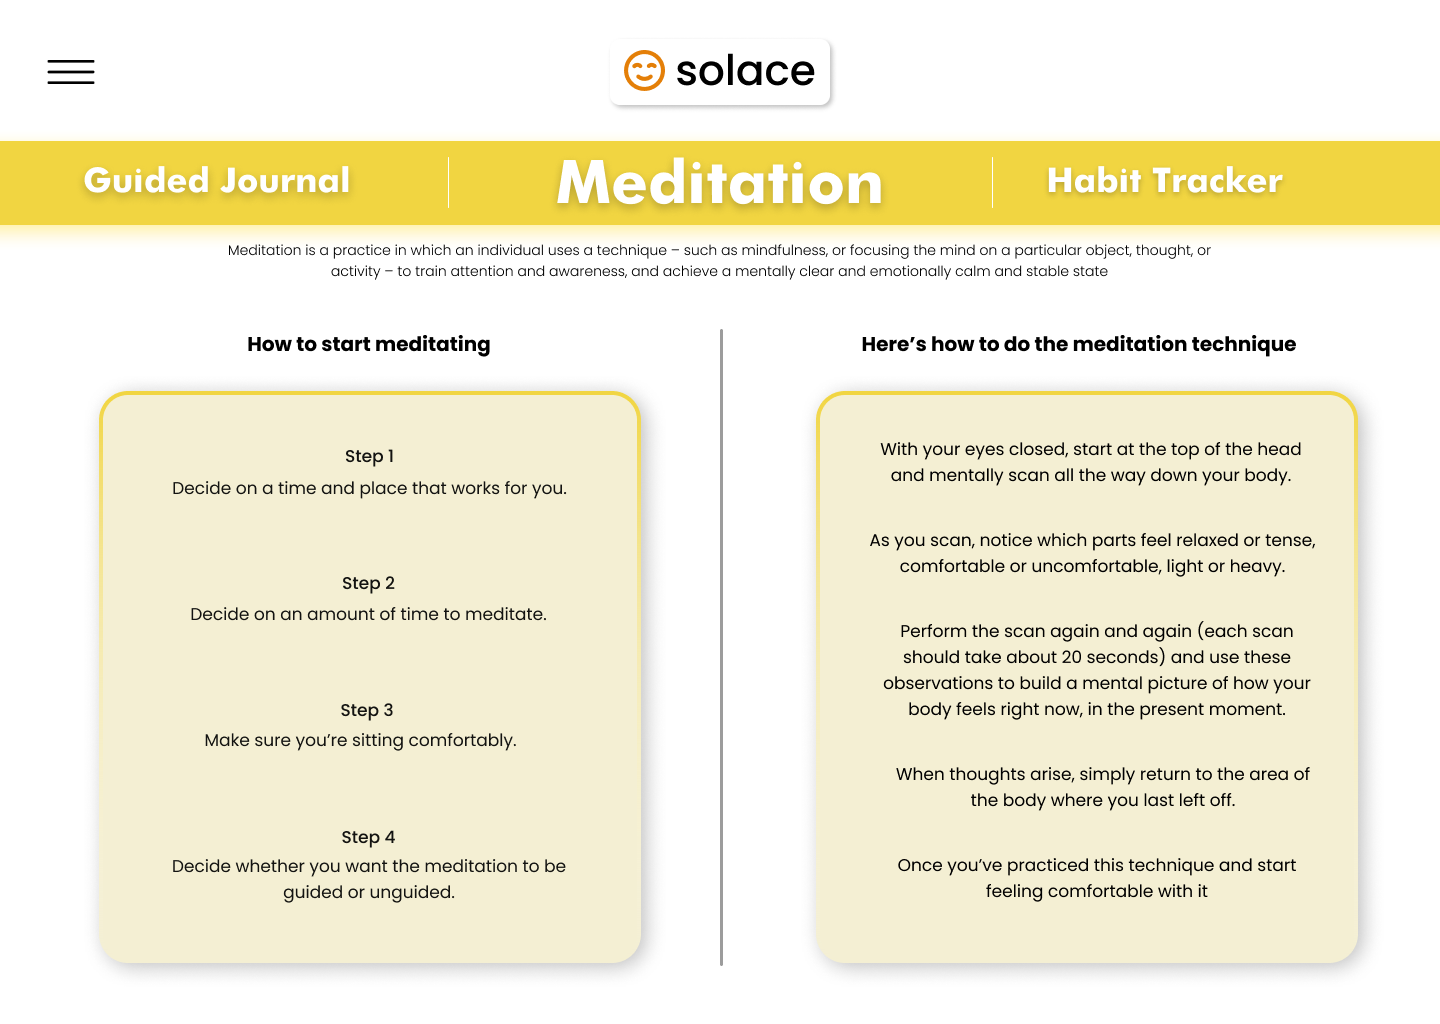 solace
Guided Journal
Meditation
Habit Tracker
Meditation is a practice in which an individual uses a technique – such as mindfulness, or focusing the mind on a particular object, thought, or
activity – to train attention and awareness, and achieve a mentally clear and emotionally calm and stable state
How to start meditating
Step 1
Decide on a time and place that works for you.
Step 2
Decide on an amount of time to meditate.
Step 3
Make sure you’re sitting comfortably.
Step 4
Decide whether you want the meditation to be
guided or unguided.
Here’s how to do the meditation technique
With your eyes closed, start at the top of the head
and mentally scan all the way down your body.
As you scan, notice which parts feel relaxed or tense,
comfortable or uncomfortable, light or heavy.
Perform the scan again and again (each scan
should take about 20 seconds) and use these
observations to build a mental picture of how your
body feels right now, in the present moment.
When thoughts arise, simply return to the area of
the body where you last left off.
Once you’ve practiced this technique and start
feeling comfortable with it